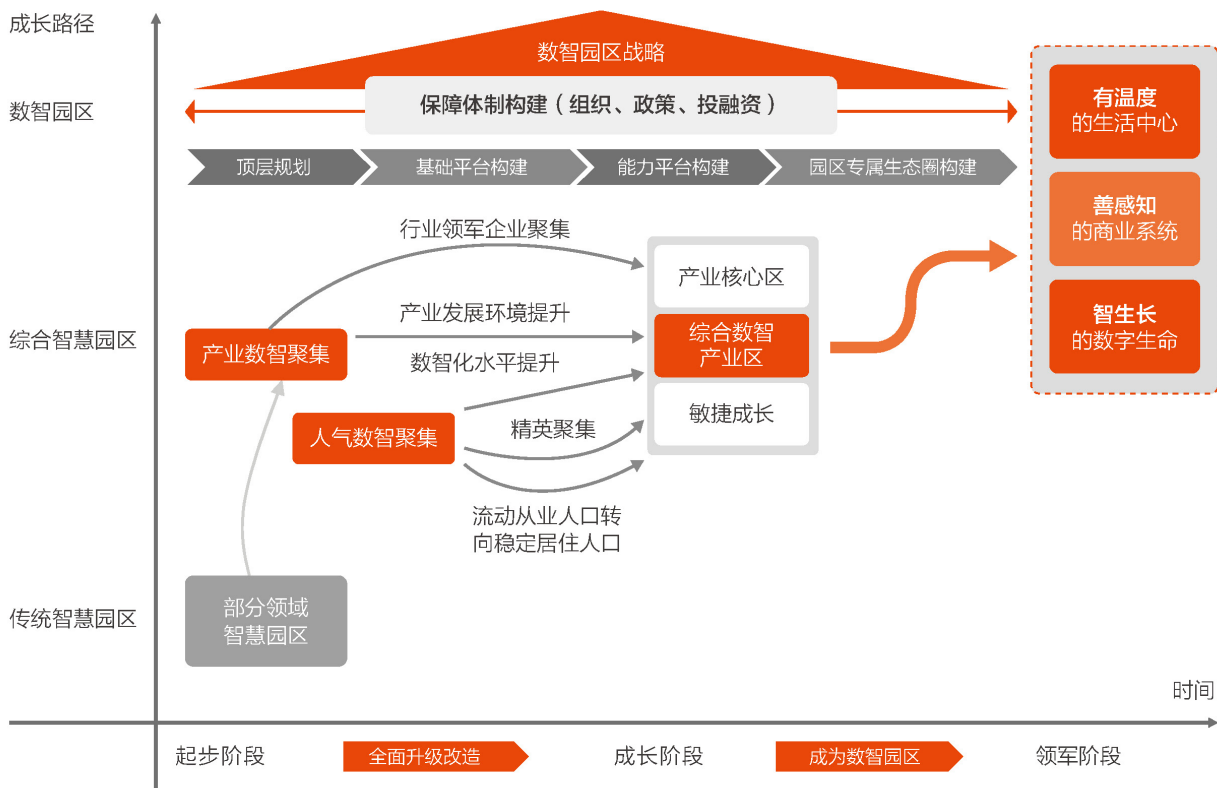 成长路径
数智园区战略
数智园区
保障体制构建（组织、政策、投融资）
顶层规划
基础平台构建
能力平台构建
园区专属生态圈构建
有温度
的生活中心
善感知
的商业系统
智生长
的数字生命
行业领军企业聚集
产业核心区
综合智慧园区
产业数智聚集
产业发展环境提升
综合数智
产业区
数智化水平提升
人气数智聚集
精英聚集
敏捷成长
流动从业人口转
向稳定居住人口
传统智慧园区
部分领域
智慧园区
时间
起步阶段
全面升级改造
成长阶段
成为数智园区
领军阶段